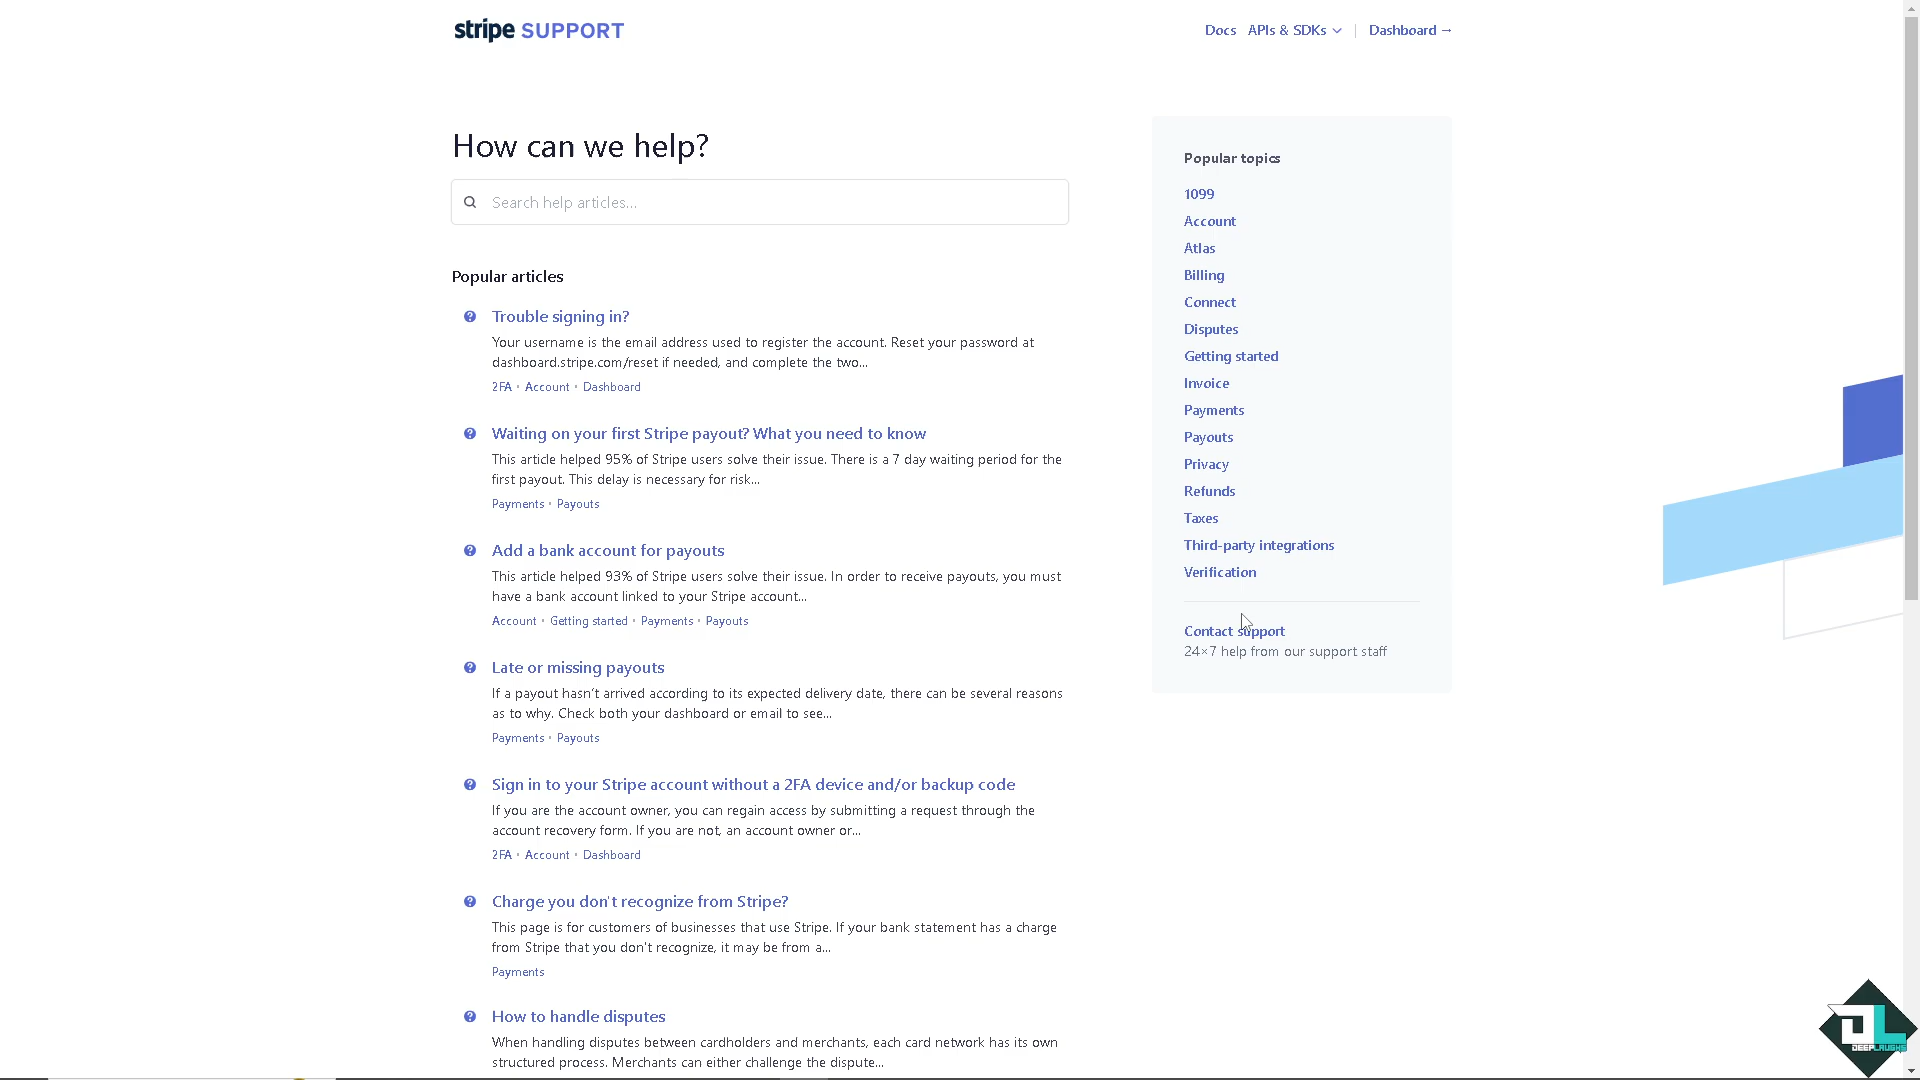 stripe SUPPORT
Docs APIs & SDKs | Dashboard →
How can we help?
Search help articles...
Popular articles
Trouble signing in?
Your username is the email address used to register the account. Reset your password at
dashboard.stripe.com/reset if needed, and complete the two...
2FA • Account • Dashboard
Waiting on your first Stripe payout? What you need to know
This article helped 95% of Stripe users solve their issue. There is a 7 day waiting period for the
first payout. This delay is necessary for risk...
Payments • Payouts
Add a bank account for payouts
This article helped 93% of Stripe users solve their issue. In order to receive payouts, you must
have a bank account linked to your Stripe account...
Account • Getting started • Payments • Payouts
Late or missing payouts
If a payout hasn't arrived according to its expected delivery date, there can be several reasons
as to why. Check both your dashboard or email to see...
Payments • Payouts
Sign in to your Stripe account without a 2FA device and/or backup code
If you are the account owner, you can regain access by submitting a request through the
account recovery form. If you are not, an account owner or...
2FA • Account • Dashboard
Charge you don't recognize from Stripe?
This page is for customers of businesses that use Stripe. If your bank statement has a charge
from Stripe that you don't recognize, it may be from a...
Payments
How to handle disputes
When handling disputes between cardholders and merchants, each card network has its own
structured process. Merchants can either challenge the dispute...
Popular topics
1099
Account
Atlas
Billing
Connect
Disputes
Getting started
Invoice
Payments
Payouts
Privacy
Refunds
Taxes
Third-party integrations
Verification
Contact support
24×7 help from our support staff
DL
DEEPLAUGHS